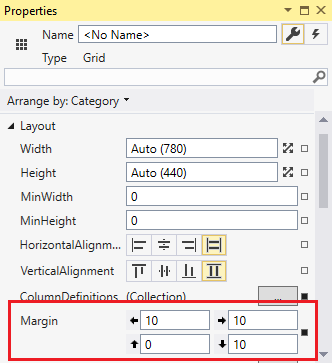 Properties
Name <No Name>
Type Grid
Arrange by: Category
Layout
Width Auto (780)
Height Auto (440)
MinWidth 0
MinHeight 0
HorizontalAlignm...
VerticalAlignment
ColumnDefinitions (Collection) ...
Margin 10 10
0 10